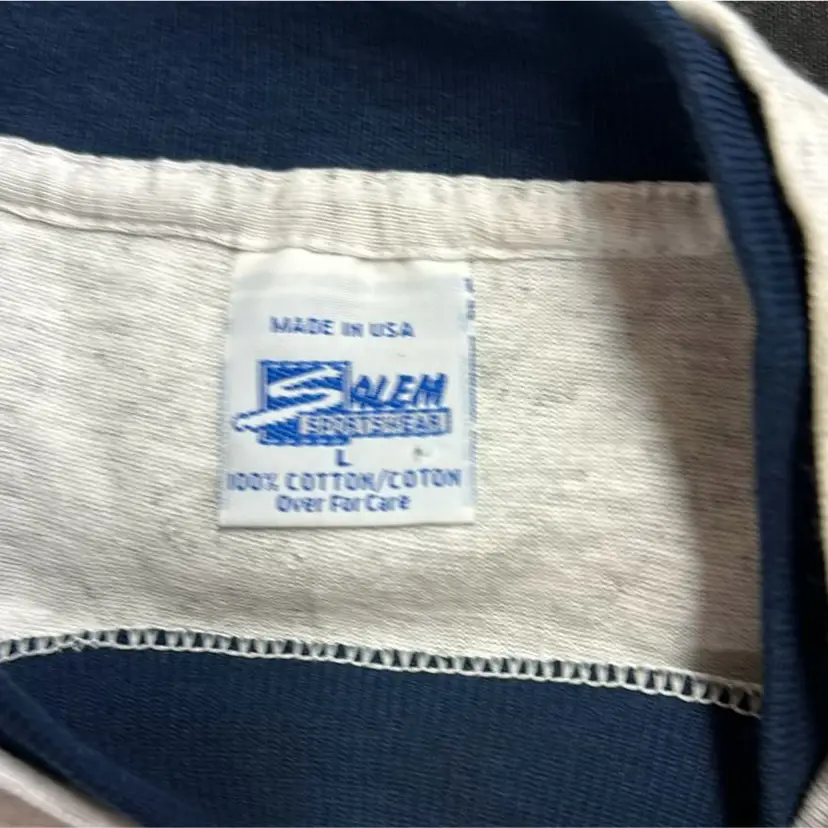 MADE IN USA
SALEM
SPORTSWEAR
L
100% COTTON/COTON
Over For Care